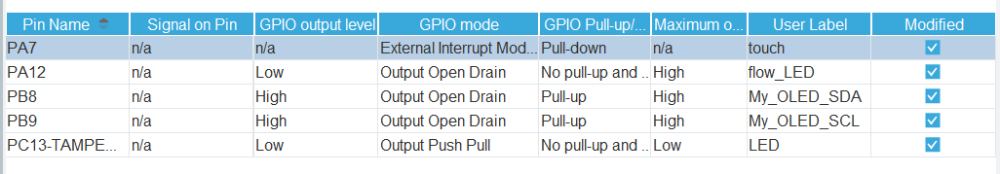 Pin Name Signal on Pin GPIO output level GPIO mode GPIO Pull-up/... Maximum o... User Label Modified
PA7 n/a n/a External Interrupt Mod... Pull-down n/a touch
PA12 n/a Low Output Open Drain No pull-up and ... High flow_LED
PB8 n/a High Output Open Drain Pull-up High My_OLED_SDA
PB9 n/a High Output Open Drain Pull-up High My_OLED_SCL
PC13-TAMPE... n/a Low Output Push Pull No pull-up and ... Low LED